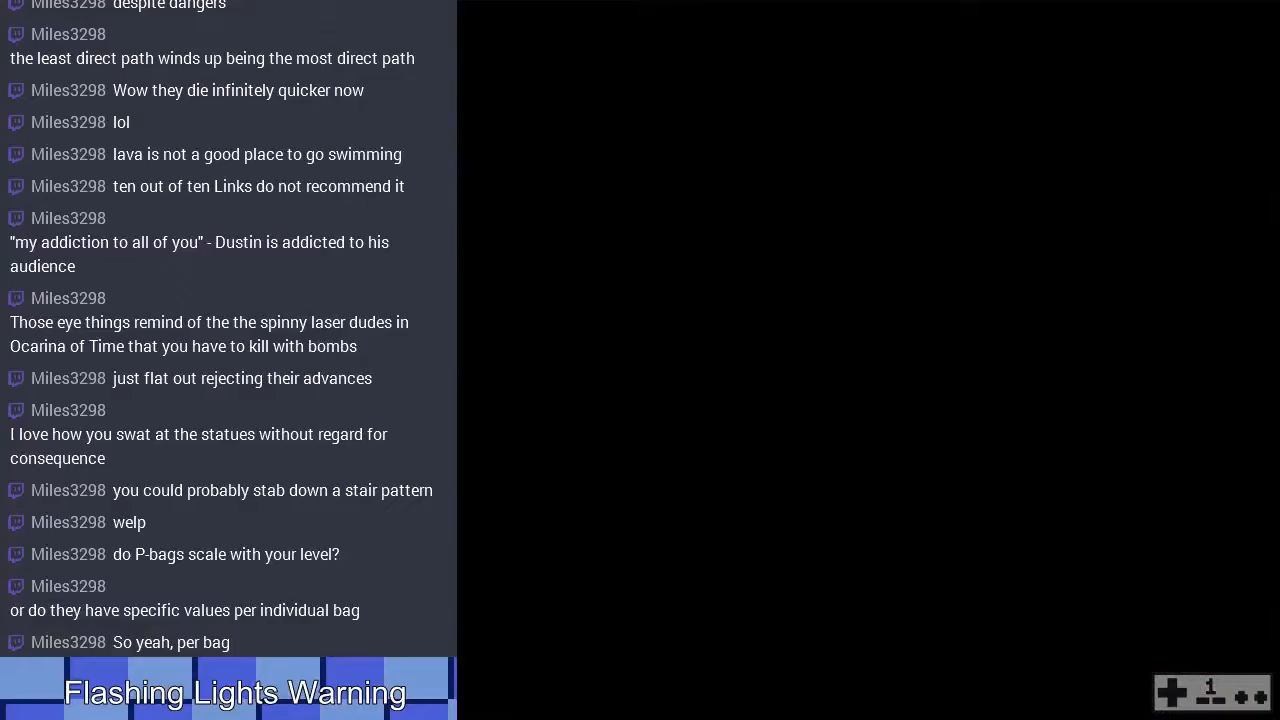 Miles3298 despite dangers
Miles3298
the least direct path winds up being the most direct path
Miles3298 Wow they die infinitely quicker now
Miles3298 lol
Miles3298 lava is not a good place to go swimming
Miles3298 ten out of ten Links do not recommend it
Miles3298
"my addiction to all of you" - Dustin is addicted to his
audience
Miles3298
Those eye things remind of the the spinny laser dudes in
Ocarina of Time that you have to kill with bombs
Miles3298 just flat out rejecting their advances
Miles3298
I love how you swat at the statues without regard for
consequence
Miles3298 you could probably stab down a stair pattern
Miles3298 welp
Miles3298 do P-bags scale with your level?
Miles3298
or do they have specific values per individual bag
Miles3298 So yeah, per bag
Flashing Lights Warning
1